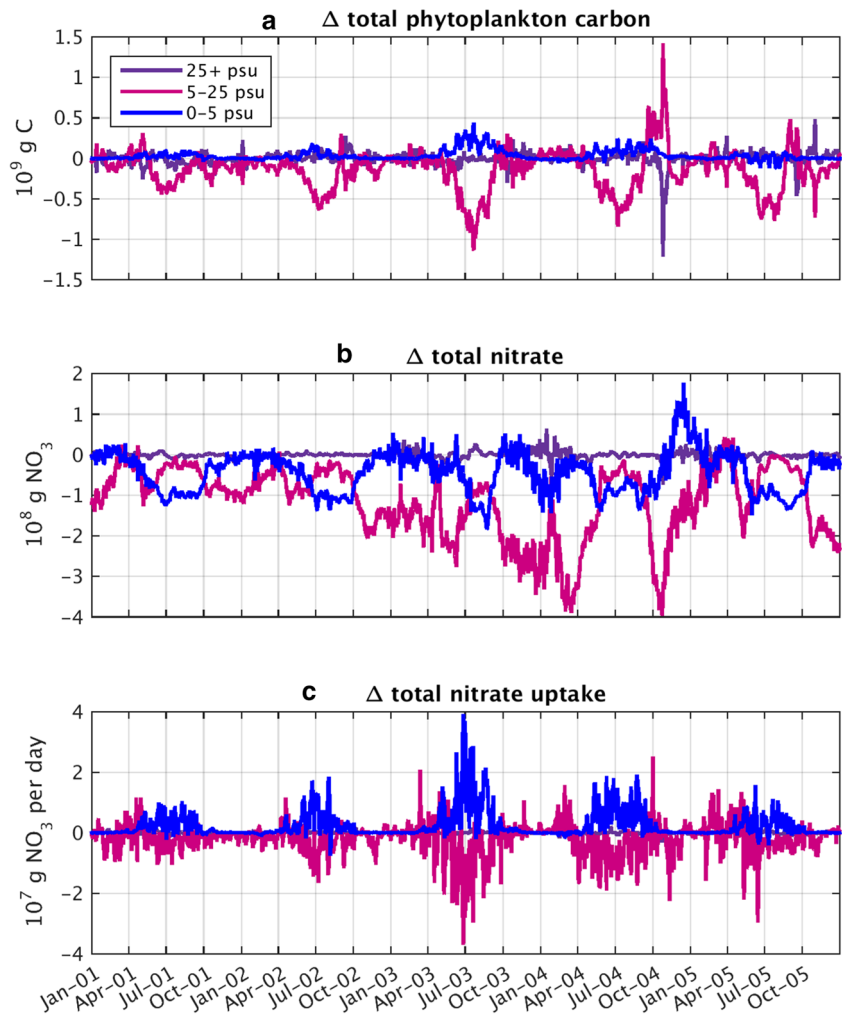 a Δ total phytoplankton carbon
1.5
1
0.5
0
−0.5
−1
−1.5
10⁹ g C
25+ psu
5–25 psu
0–5 psu
b Δ total nitrate
2
1
0
−1
−2
−3
−4
10⁸ g NO₃
c Δ total nitrate uptake
4
2
0
−2
−4
10⁷ g NO₃ per day
Jan–01
Apr–01
Jul–01
Oct–01
Jan–02
Apr–02
Jul–02
Oct–02
Jan–03
Apr–03
Jul–03
Oct–03
Jan–04
Apr–04
Jul–04
Oct–04
Jan–05
Apr–05
Jul–05
Oct–05